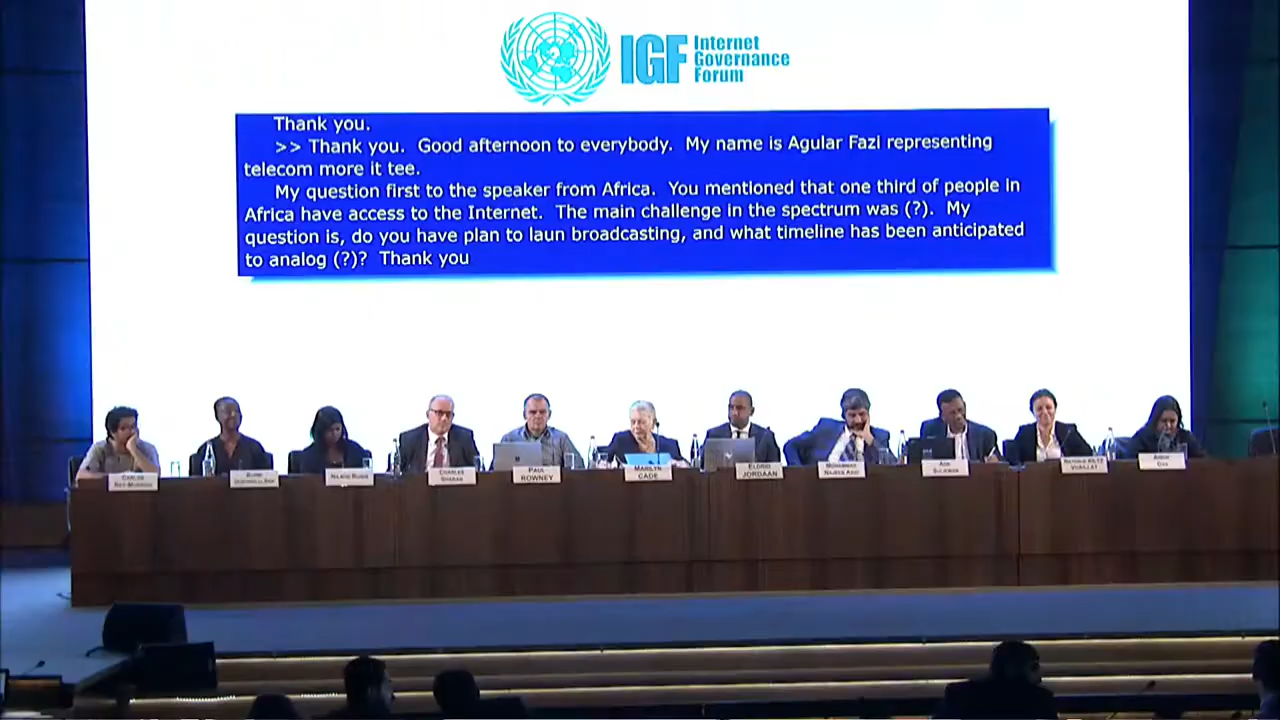 IGF Internet
Governance
Forum
Thank you.
>> Thank you. Good afternoon to everybody. My name is Agular Fazi representing
telecom more it tee.
My question first to the speaker from Africa. You mentioned that one third of people in
Africa have access to the Internet. The main challenge in the spectrum was (?). My
question is, do you have plan to laun broadcasting, and what timeline has been anticipated
to analog (?)? Thank you
CARLOS
CHARLES
PAUL
ROWNEY
MARILYN
CADE
ELDRID
JORDAAN